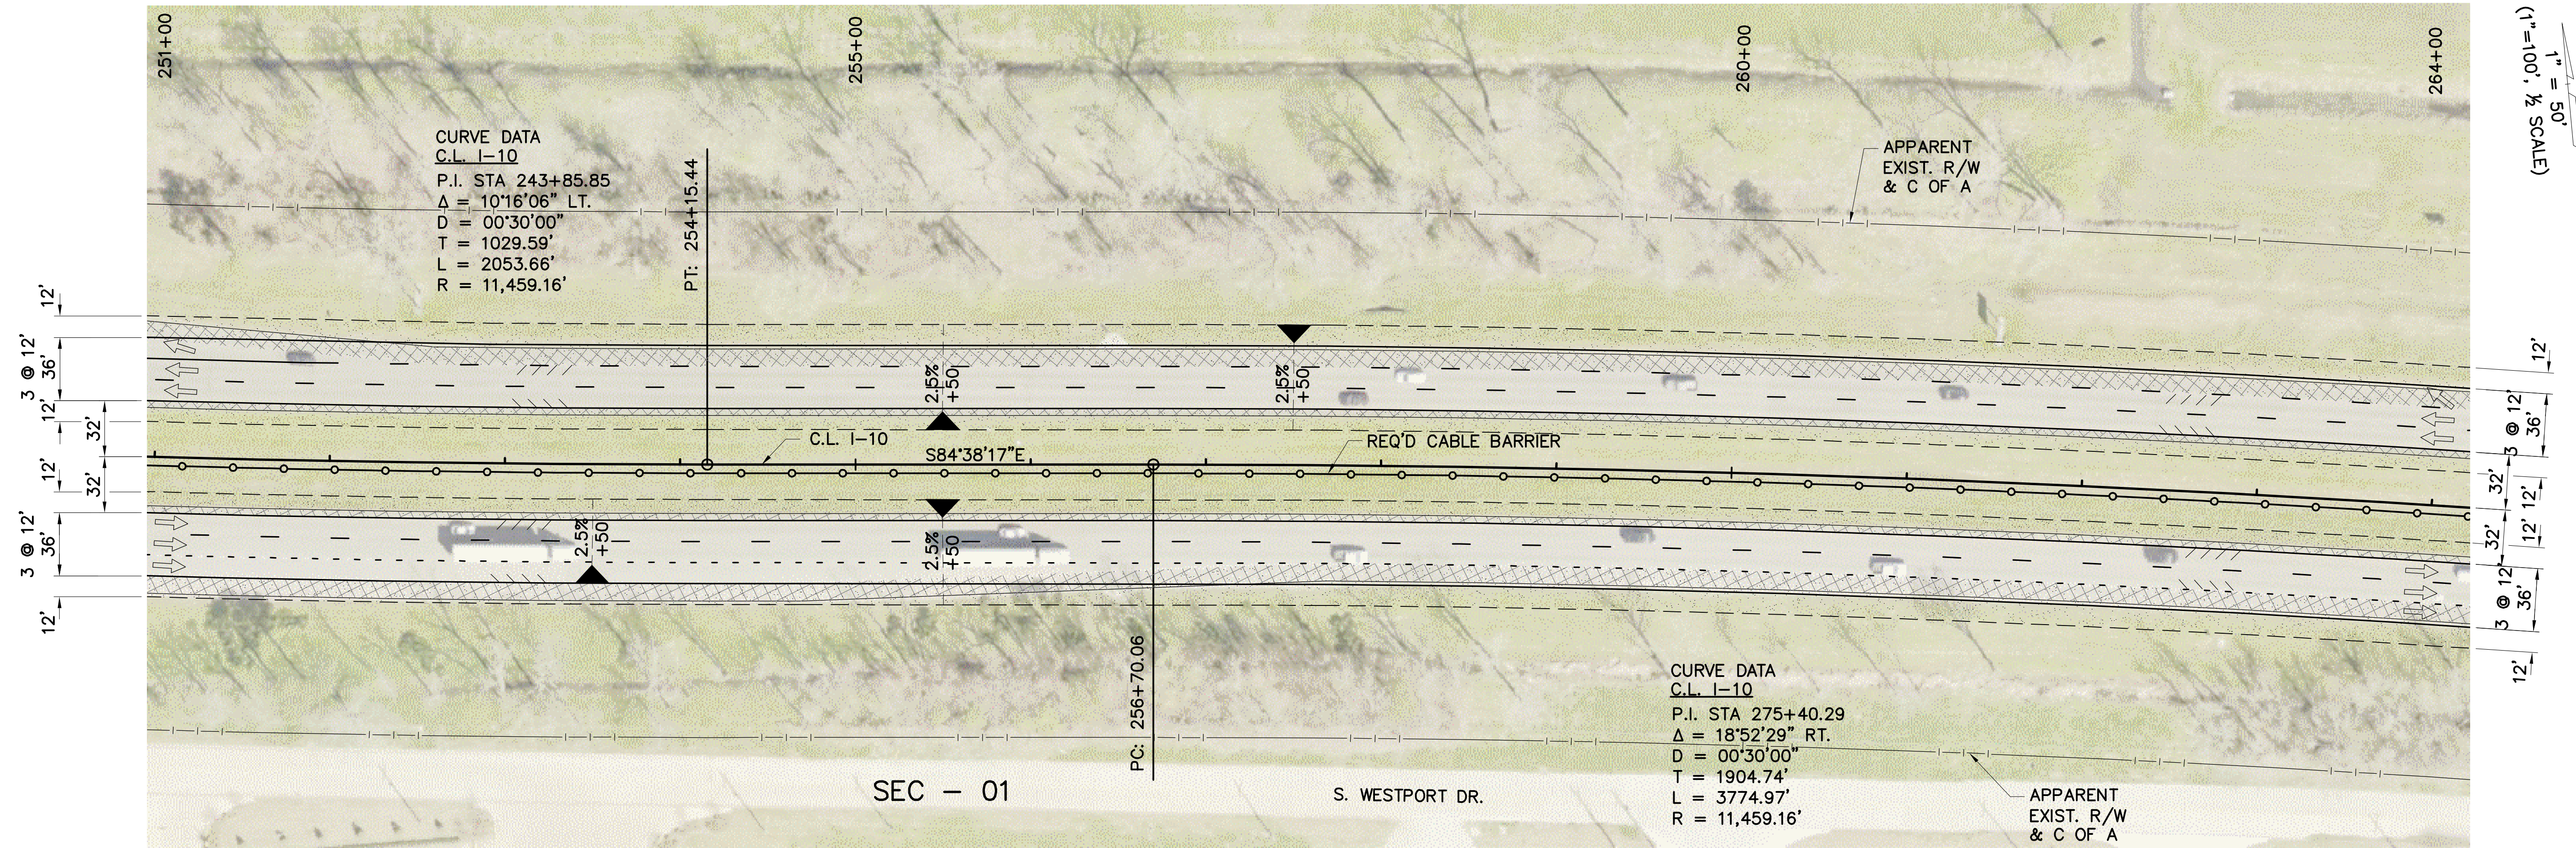 251+00
255+00
260+00
264+00
1" = 50'
(1"=100', ½ SCALE)
CURVE DATA
C.L. I-10
P.I. STA 243+85.85
Δ = 10°16'06" LT.
D = 00°30'00"
T = 1029.59'
L = 2053.66'
R = 11,459.16'
PT: 254+15.44
APPARENT
EXIST. R/W
& C OF A
12'
3 @ 12'
36'
12'
32'
12'
32'
3 @ 12'
36'
12'
2.5%
+50
2.5%
+50
C.L. I-10
S84°38'17"E
REQ'D CABLE BARRIER
2.5%
+50
2.5%
+50
12'
3 @ 12'
36'
32'
12'
32'
12'
3 @ 12'
36'
12'
PC: 256+70.06
SEC - 01
S. WESTPORT DR.
CURVE DATA
C.L. I-10
P.I. STA 275+40.29
Δ = 18°52'29" RT.
D = 00°30'00"
T = 1904.74'
L = 3774.97'
R = 11,459.16'
APPARENT
EXIST. R/W
& C OF A